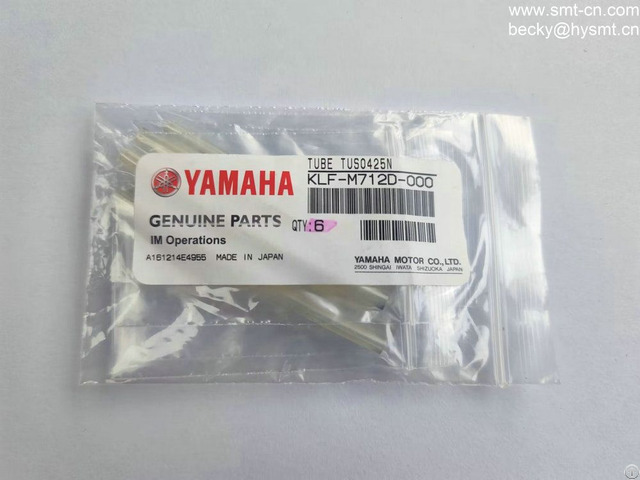 www.smt-cn.com
becky@hysmt.cn
TUBE TUS0425N
YAMAHA
KLF-M712D-000
GENUINE PARTS
QTY:6
IM Operations
A161214E4955 MADE IN JAPAN
YAMAHA MOTOR CO.,LTD.
2500 SHINGAI IWATA SHIZUOKA JAPAN